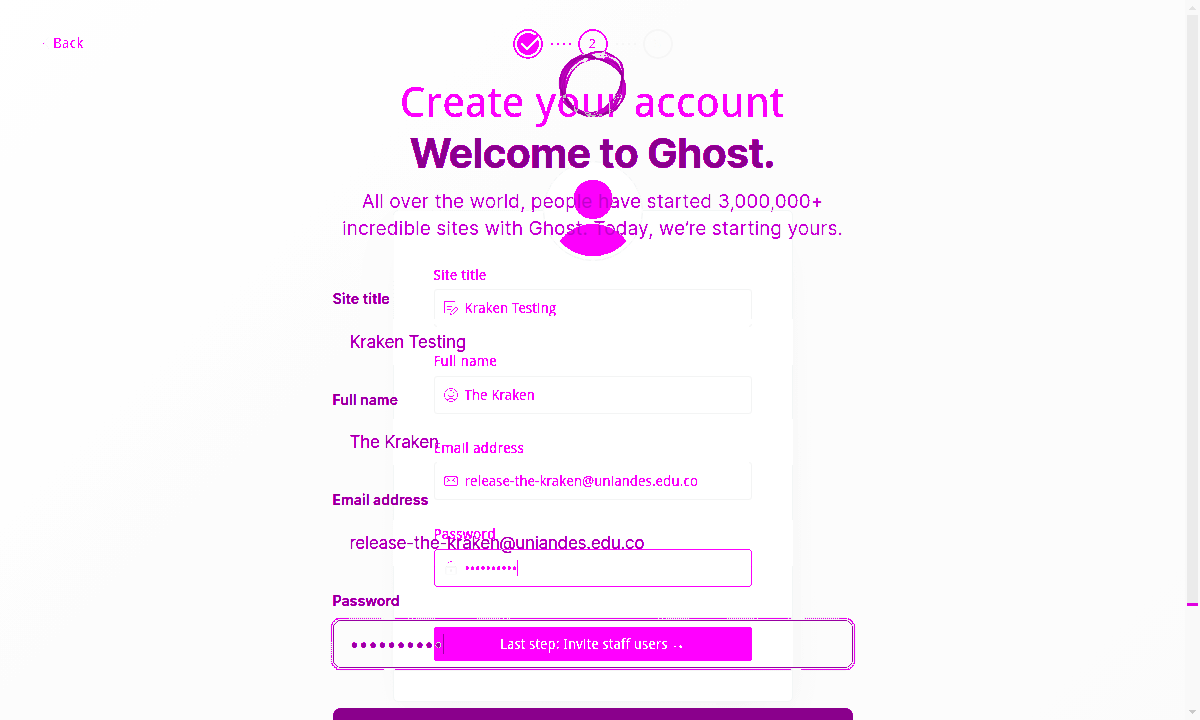 Back
2
Create your account
Welcome to Ghost.
All over the world, people have started 3,000,000+
incredible sites with Ghost. Today, we’re starting yours.
Site title
Site title
Kraken Testing
Kraken Testing
Full name
The Kraken
Full name
The Kraken
Email address
release-the-kraken@uniandes.edu.co
Email address
Password
release-the-kraken@uniandes.edu.co
Password
Last step: Invite staff users →